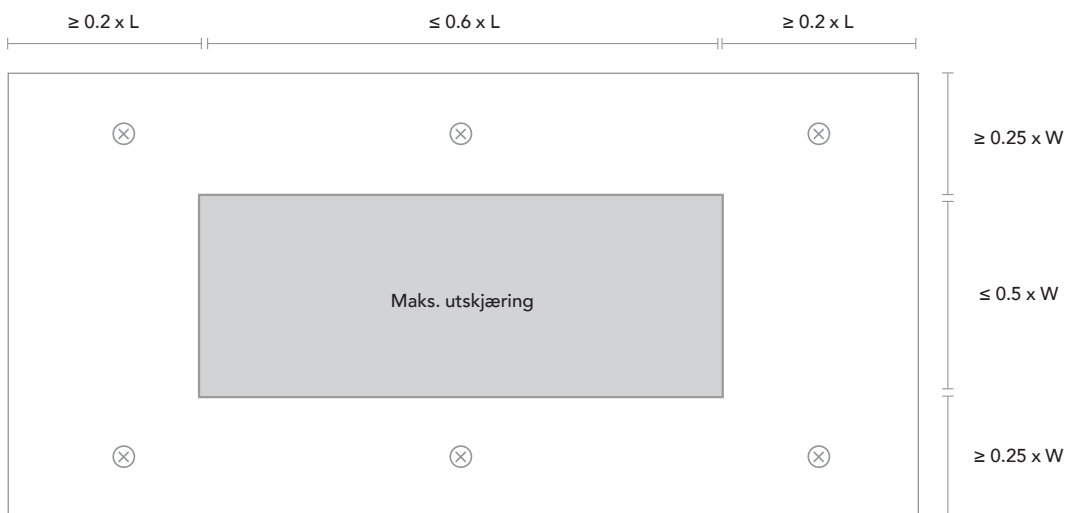 ≥ 0.2 x L
≤ 0.6 x L
≥ 0.2 x L
≥ 0.25 x W
Maks. utskjæring
≤ 0.5 x W
≥ 0.25 x W